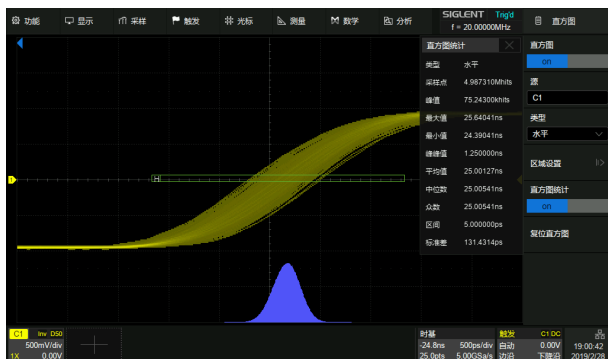 功能 显示 采样 触发 光标 测量 数学 分析
SIGLENT Trig'd
f = 20.00000MHz
直方图
直方图统计
类型 水平
采样点 4.987310Mhits
峰值 75.24300khits
最大值 25.64041ns
最小值 24.39041ns
峰峰值 1.250000ns
平均值 25.00127ns
中位数 25.00541ns
众数 25.00541ns
区间 5.000000ps
标准差 131.4314ps
直方图
on
源
C1
类型
水平
区域设置
直方图统计
on
复位直方图
H
1
C1 Inv D50
500mV/div
1X 0.00V
时基
-24.8ns 500ps/div
25.0pts 5.00GSa/s
触发 C1 DC
自动 0.00V
边沿 下降沿
19:00:42
2019/2/28